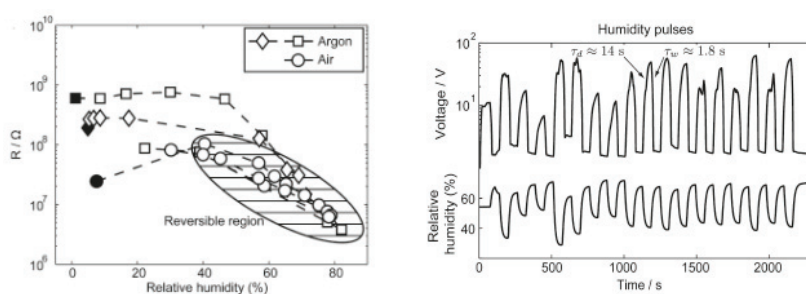 10^10
10^9
10^8
10^7
10^6
R / Ω
Argon
Air
Reversible region
0 20 40 60 80
Relative humidity (%)
Humidity pulses
τd ≈ 14 s τw ≈ 1.8 s
10^2
10^1
Voltage / V
60
40
Relative
humidity (%)
0 500 1000 1500 2000
Time / s